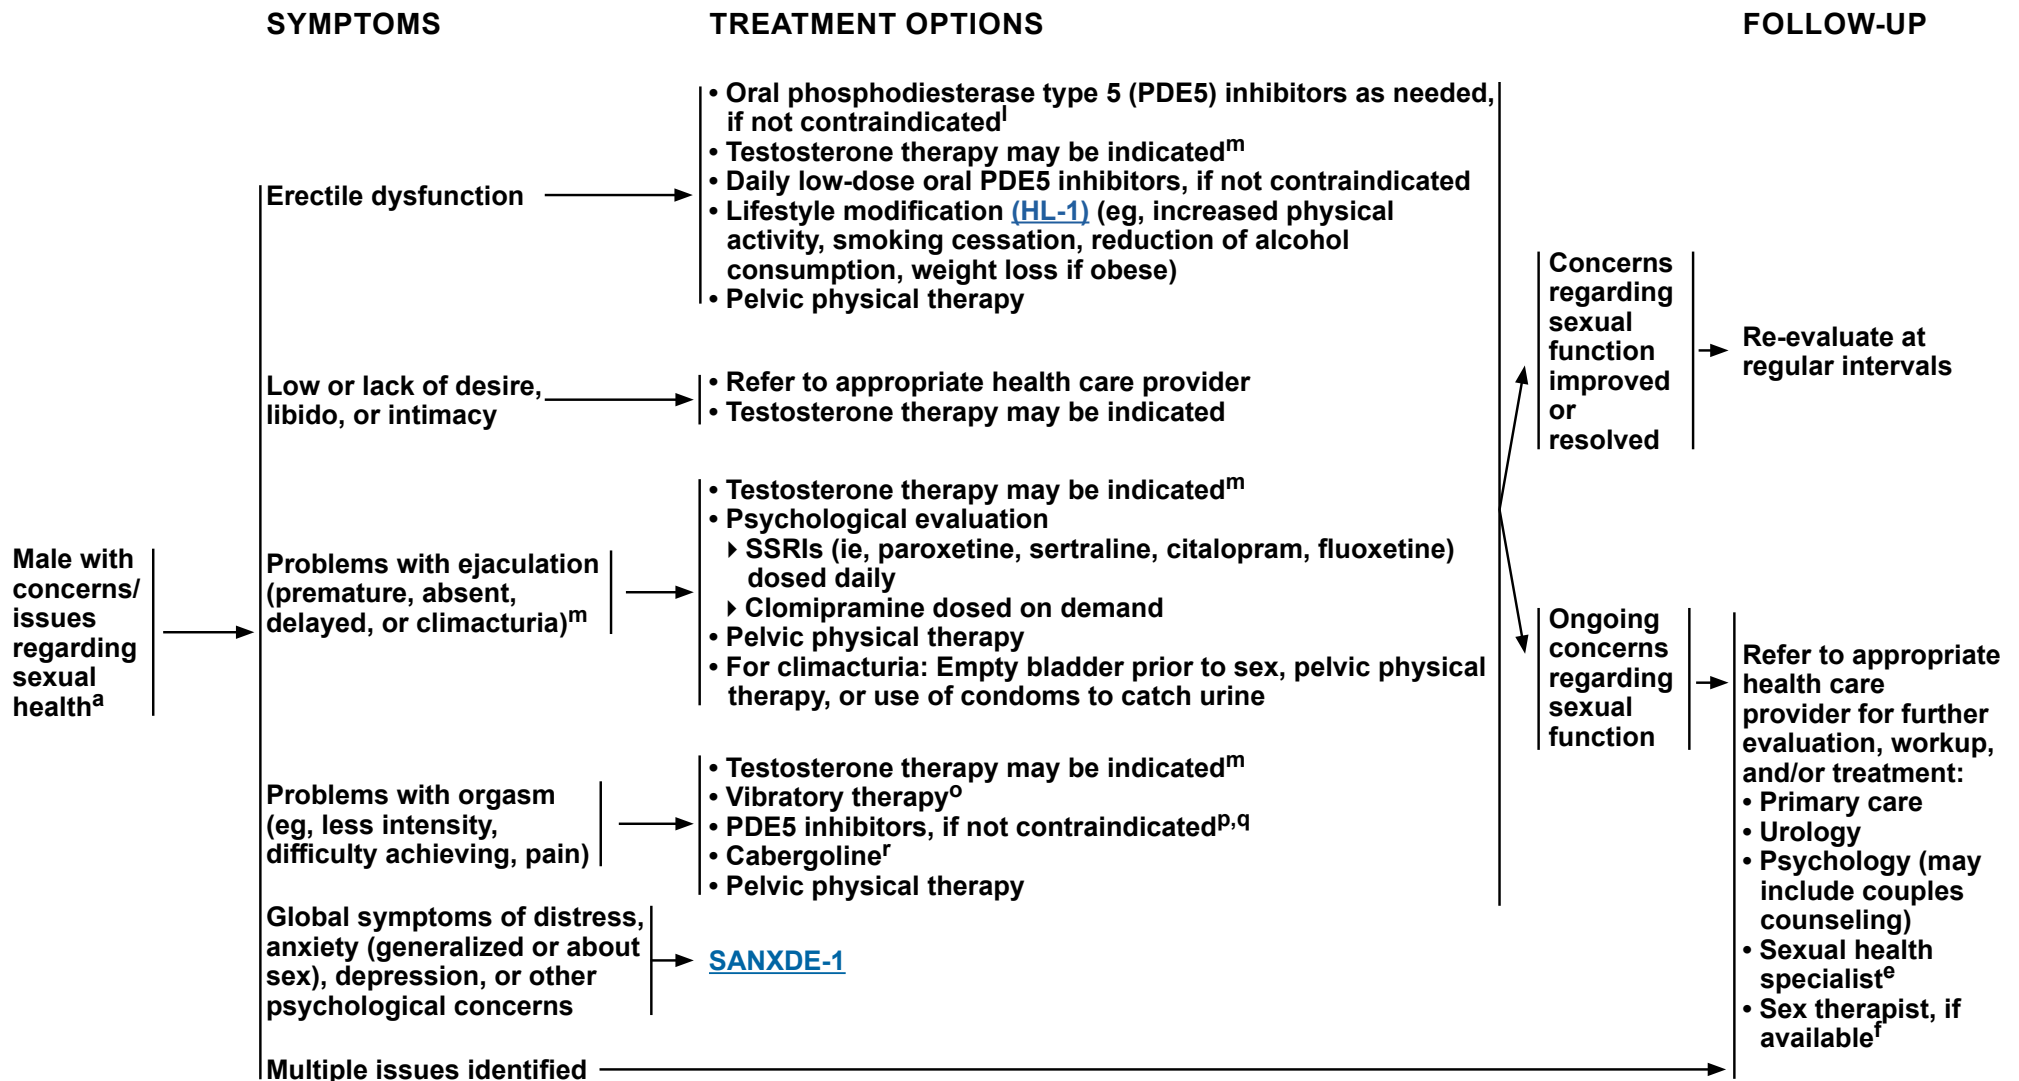 SYMPTOMS
TREATMENT OPTIONS
FOLLOW-UP
Male with
concerns/
issues
regarding
sexual
healthᵃ
Erectile dysfunction
• Oral phosphodiesterase type 5 (PDE5) inhibitors as needed,
if not contraindicatedˡ
• Testosterone therapy may be indicatedᵐ
• Daily low-dose oral PDE5 inhibitors, if not contraindicated
• Lifestyle modification (HL-1) (eg, increased physical
activity, smoking cessation, reduction of alcohol
consumption, weight loss if obese)
• Pelvic physical therapy
Low or lack of desire,
libido, or intimacy
• Refer to appropriate health care provider
• Testosterone therapy may be indicated
Problems with ejaculation
(premature, absent,
delayed, or climacturia)ᵐ
• Testosterone therapy may be indicatedᵐ
• Psychological evaluation
▸ SSRIs (ie, paroxetine, sertraline, citalopram, fluoxetine)
dosed daily
▸ Clomipramine dosed on demand
• Pelvic physical therapy
• For climacturia: Empty bladder prior to sex, pelvic physical
therapy, or use of condoms to catch urine
Problems with orgasm
(eg, less intensity,
difficulty achieving, pain)
• Testosterone therapy may be indicatedᵐ
• Vibratory therapyᵒ
• PDE5 inhibitors, if not contraindicatedᵖ,q
• Cabergolineʳ
• Pelvic physical therapy
Global symptoms of distress,
anxiety (generalized or about
sex), depression, or other
psychological concerns
SANXDE-1
Multiple issues identified
Concerns
regarding
sexual
function
improved
or
resolved
Re-evaluate at
regular intervals
Ongoing
concerns
regarding
sexual
function
Refer to appropriate
health care
provider for further
evaluation, workup,
and/or treatment:
• Primary care
• Urology
• Psychology (may
include couples
counseling)
• Sexual health
specialistᵉ
• Sex therapist, if
availableᶠ